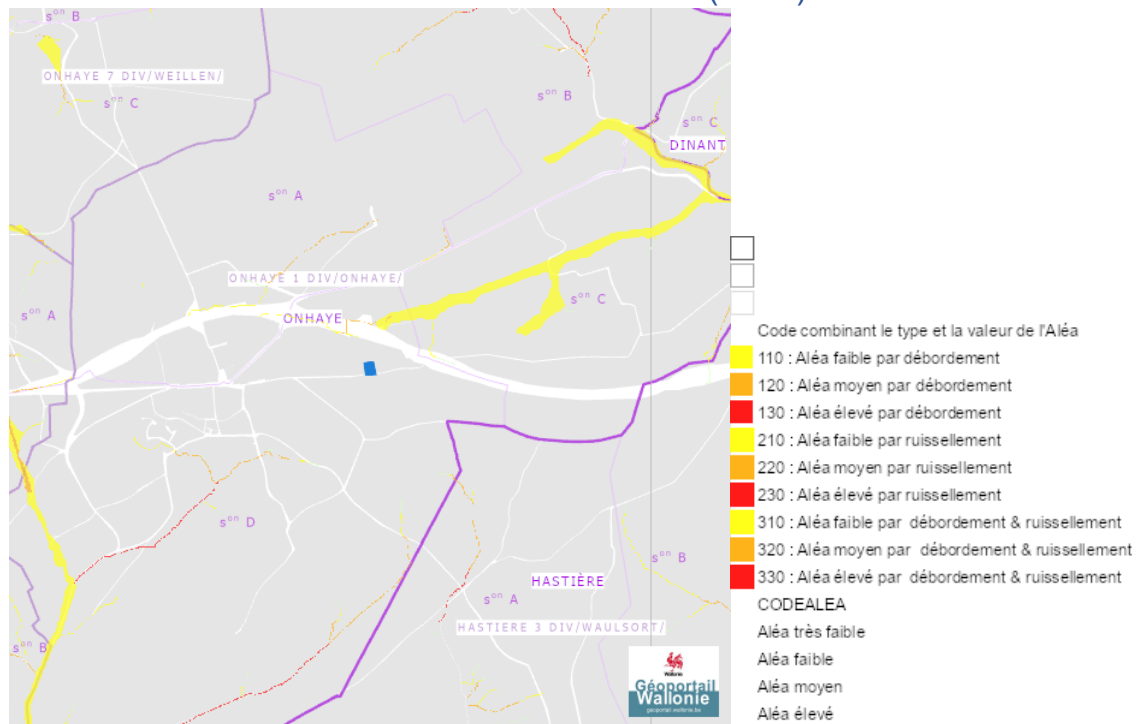 son B
ONHAYE 7 DIV/WEILLEN/
son C
son B
son C
DINANT
son A
ONHAYE 1 DIV/ONHAYE/
son C
son A
ONHAYE
son D
son B
HASTIÈRE
son A
HASTIERE 3 DIV/WAULSORT/
son B
Wallonie
Géoportail
Wallonie
geoportail.wallonie.be
Code combinant le type et la valeur de l'Aléa
110 : Aléa faible par débordement
120 : Aléa moyen par débordement
130 : Aléa élevé par débordement
210 : Aléa faible par ruissellement
220 : Aléa moyen par ruissellement
230 : Aléa élevé par ruissellement
310 : Aléa faible par débordement & ruissellement
320 : Aléa moyen par débordement & ruissellement
330 : Aléa élevé par débordement & ruissellement
CODEALEA
Aléa très faible
Aléa faible
Aléa moyen
Aléa élevé